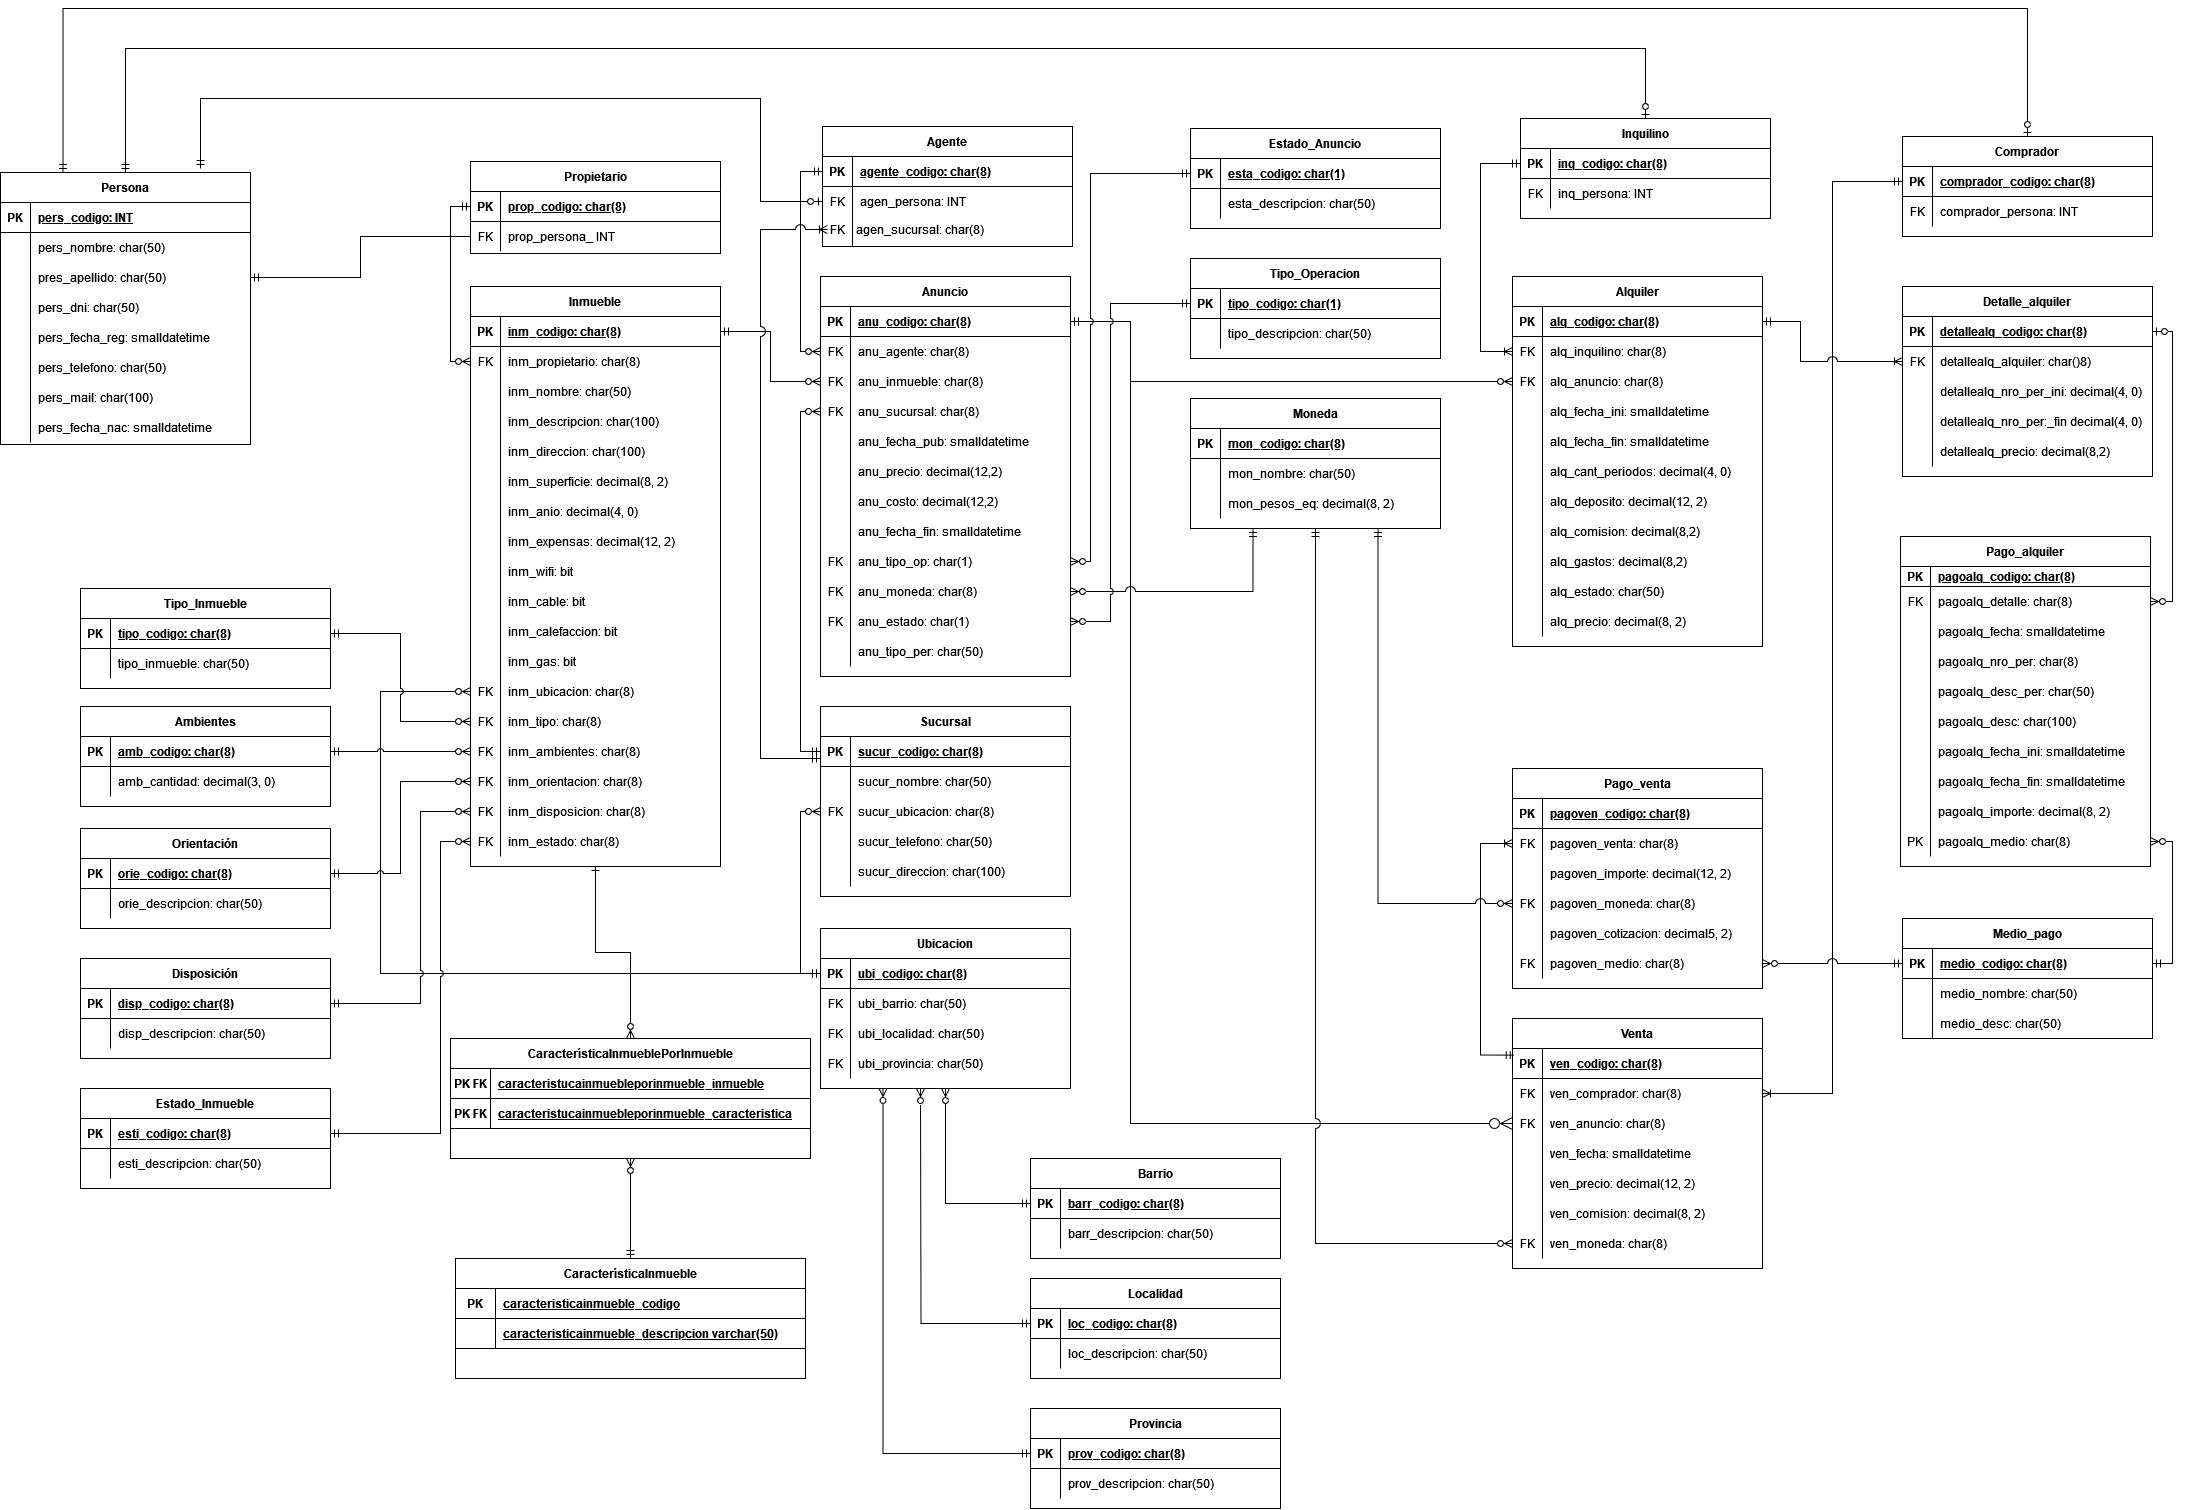 Persona
PK pers_codigo: INT
pers_nombre: char(50)
pres_apellido: char(50)
pers_dni: char(50)
pers_fecha_reg: smalldatetime
pers_telefono: char(50)
pers_mail: char(100)
pers_fecha_nac: smalldatetime
Propietario
PK prop_codigo: char(8)
FK prop_persona_ INT
Inmueble
PK inm_codigo: char(8)
FK inm_propietario: char(8)
inm_nombre: char(50)
inm_descripcion: char(100)
inm_direccion: char(100)
inm_superficie: decimal(8, 2)
inm_anio: decimal(4, 0)
inm_expensas: decimal(12, 2)
inm_wifi: bit
inm_cable: bit
inm_calefaccion: bit
inm_gas: bit
FK inm_ubicacion: char(8)
FK inm_tipo: char(8)
FK inm_ambientes: char(8)
FK inm_orientacion: char(8)
FK inm_disposicion: char(8)
FK inm_estado: char(8)
Tipo_Inmueble
PK tipo_codigo: char(8)
tipo_inmueble: char(50)
Ambientes
PK amb_codigo: char(8)
amb_cantidad: decimal(3, 0)
Orientación
PK orie_codigo: char(8)
orie_descripcion: char(50)
Disposición
PK disp_codigo: char(8)
disp_descripcion: char(50)
Estado_Inmueble
PK esti_codigo: char(8)
esti_descripcion: char(50)
CaracterísticaInmueblePorInmueble
PK FK caracteristucainmuebleporinmueble_inmueble
PK FK caracteristucainmuebleporinmueble_caracteristica
CaracterísticaInmueble
PK caracteristicainmueble_codigo
caracteristicainmueble_descripcion varchar(50)
Agente
PK agente_codigo: char(8)
FK agen_persona: INT
FK agen_sucursal: char(8)
Anuncio
PK anu_codigo: char(8)
FK anu_agente: char(8)
FK anu_inmueble: char(8)
FK anu_sucursal: char(8)
anu_fecha_pub: smalldatetime
anu_precio: decimal(12,2)
anu_costo: decimal(12,2)
anu_fecha_fin: smalldatetime
FK anu_tipo_op: char(1)
FK anu_moneda: char(8)
FK anu_estado: char(1)
anu_tipo_per: char(50)
Sucursal
PK sucur_codigo: char(8)
sucur_nombre: char(50)
FK sucur_ubicacion: char(8)
sucur_telefono: char(50)
sucur_direccion: char(100)
Ubicacion
PK ubi_codigo: char(8)
FK ubi_barrio: char(50)
FK ubi_localidad: char(50)
FK ubi_provincia: char(50)
Barrio
PK barr_codigo: char(8)
barr_descripcion: char(50)
Localidad
PK loc_codigo: char(8)
loc_descripcion: char(50)
Provincia
PK prov_codigo: char(8)
prov_descripcion: char(50)
Estado_Anuncio
PK esta_codigo: char(1)
esta_descripcion: char(50)
Tipo_Operacion
PK tipo_codigo: char(1)
tipo_descripcion: char(50)
Moneda
PK mon_codigo: char(8)
mon_nombre: char(50)
mon_pesos_eq: decimal(8, 2)
Inquilino
PK inq_codigo: char(8)
FK inq_persona: INT
Alquiler
PK alq_codigo: char(8)
FK alq_inquilino: char(8)
FK alq_anuncio: char(8)
alq_fecha_ini: smalldatetime
alq_fecha_fin: smalldatetime
alq_cant_periodos: decimal(4, 0)
alq_deposito: decimal(12, 2)
alq_comision: decimal(8,2)
alq_gastos: decimal(8,2)
alq_estado: char(50)
alq_precio: decimal(8, 2)
Pago_venta
PK pagoven_codigo: char(8)
FK pagoven_venta: char(8)
pagoven_importe: decimal(12, 2)
FK pagoven_moneda: char(8)
pagoven_cotizacion: decimal5, 2)
FK pagoven_medio: char(8)
Venta
PK ven_codigo: char(8)
FK ven_comprador: char(8)
FK ven_anuncio: char(8)
ven_fecha: smalldatetime
ven_precio: decimal(12, 2)
ven_comision: decimal(8, 2)
FK ven_moneda: char(8)
Comprador
PK comprador_codigo: char(8)
FK comprador_persona: INT
Detalle_alquiler
PK detallealq_codigo: char(8)
FK detallealq_alquiler: char()8)
detallealq_nro_per_ini: decimal(4, 0)
detallealq_nro_per:_fin decimal(4, 0)
detallealq_precio: decimal(8,2)
Pago_alquiler
PK pagoalq_codigo: char(8)
FK pagoalq_detalle: char(8)
pagoalq_fecha: smalldatetime
pagoalq_nro_per: char(8)
pagoalq_desc_per: char(50)
pagoalq_desc: char(100)
pagoalq_fecha_ini: smalldatetime
pagoalq_fecha_fin: smalldatetime
pagoalq_importe: decimal(8, 2)
PK pagoalq_medio: char(8)
Medio_pago
PK medio_codigo: char(8)
medio_nombre: char(50)
medio_desc: char(50)